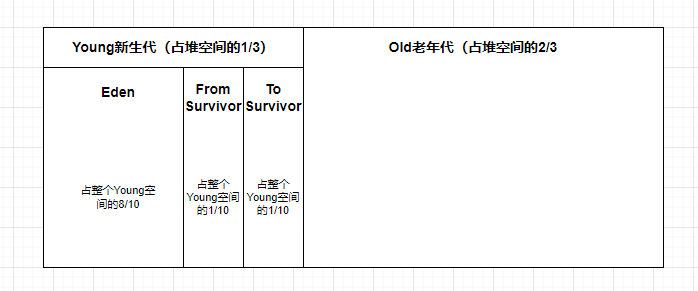 Young新生代（占堆空间的1/3）
Old老年代（占堆空间的2/3
Eden
From
Survivor
To
Survivor
占整个Young空
间的8/10
占整个
Young空间
的1/10
占整个
Young空间
的1/10